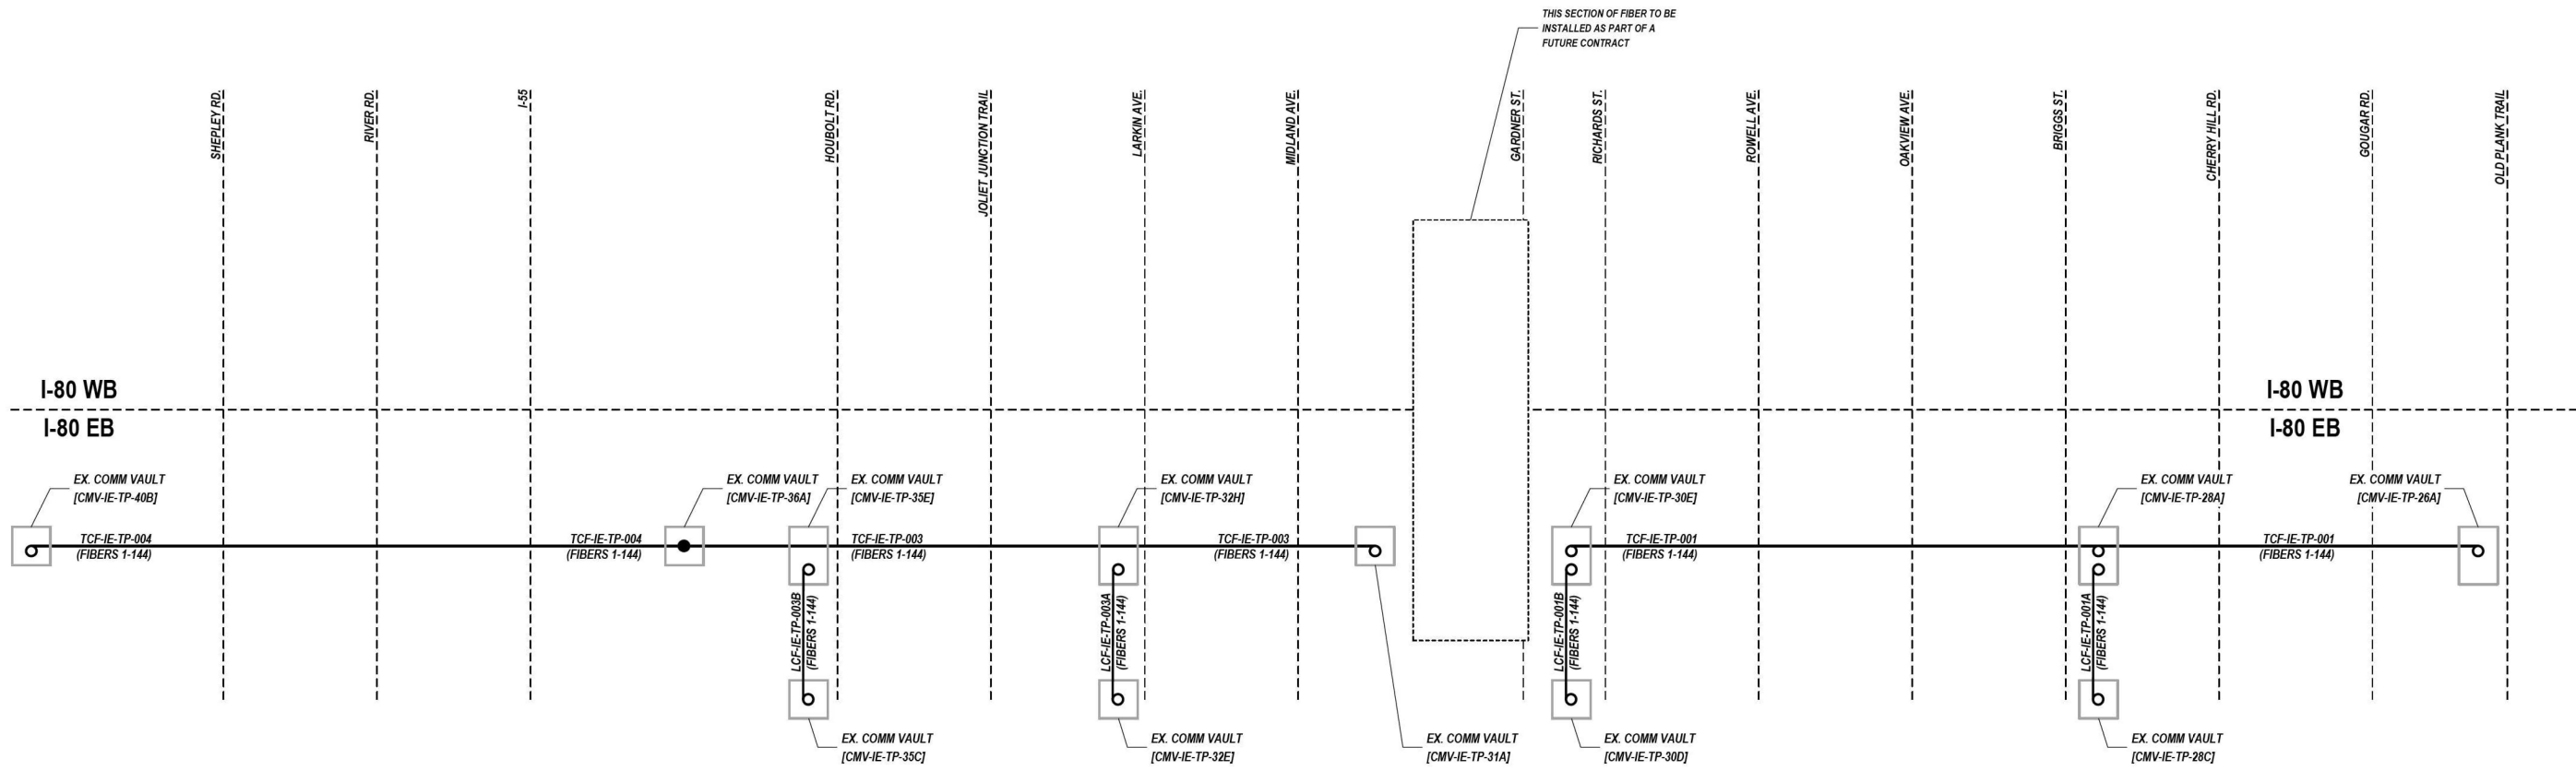 THIS SECTION OF FIBER TO BE
INSTALLED AS PART OF A
FUTURE CONTRACT
SHEPLEY RD.
RIVER RD.
I-55
HOUBOLT RD.
JOLIET JUNCTION TRAIL
LARKIN AVE.
MIDLAND AVE.
GARDNER ST.
RICHARDS ST.
ROWELL AVE.
OAKVIEW AVE.
BRIGGS ST.
CHERRY HILL RD.
GOUGAR RD.
OLD PLANK TRAIL
I-80 WB
I-80 EB
I-80 WB
I-80 EB
EX. COMM VAULT
[CMV-IE-TP-40B]
EX. COMM VAULT
[CMV-IE-TP-36A]
EX. COMM VAULT
[CMV-IE-TP-35E]
EX. COMM VAULT
[CMV-IE-TP-32H]
EX. COMM VAULT
[CMV-IE-TP-30E]
EX. COMM VAULT
[CMV-IE-TP-28A]
EX. COMM VAULT
[CMV-IE-TP-26A]
TCF-IE-TP-004
(FIBERS 1-144)
TCF-IE-TP-004
(FIBERS 1-144)
TCF-IE-TP-003
(FIBERS 1-144)
TCF-IE-TP-003
(FIBERS 1-144)
TCF-IE-TP-001
(FIBERS 1-144)
TCF-IE-TP-001
(FIBERS 1-144)
LCF-IE-TP-003B
(FIBERS 1-144)
LCF-IE-TP-003A
(FIBERS 1-144)
LCF-IE-TP-001B
(FIBERS 1-144)
LCF-IE-TP-001A
(FIBERS 1-144)
EX. COMM VAULT
[CMV-IE-TP-35C]
EX. COMM VAULT
[CMV-IE-TP-32E]
EX. COMM VAULT
[CMV-IE-TP-31A]
EX. COMM VAULT
[CMV-IE-TP-30D]
EX. COMM VAULT
[CMV-IE-TP-28C]